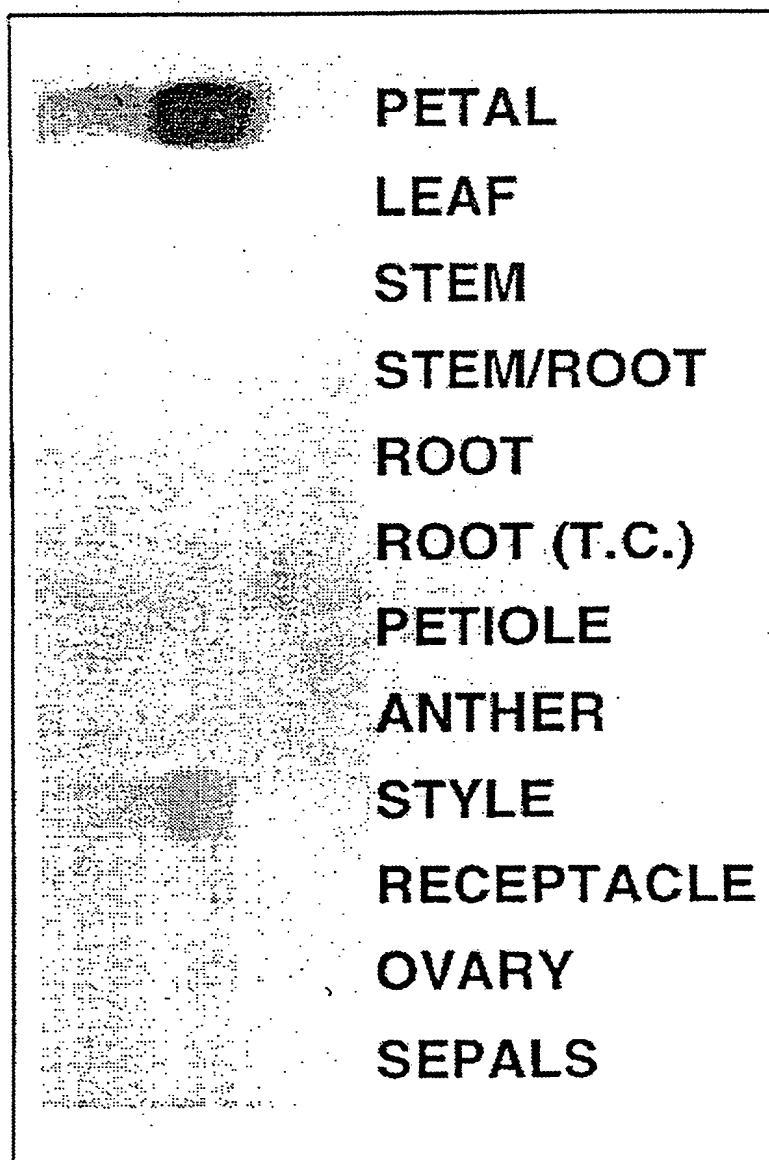 PETAL
LEAF
STEM
STEM/ROOT
ROOT
ROOT (T.C.)
PETIOLE
ANTHER
STYLE
RECEPTACLE
OVARY
SEPALS